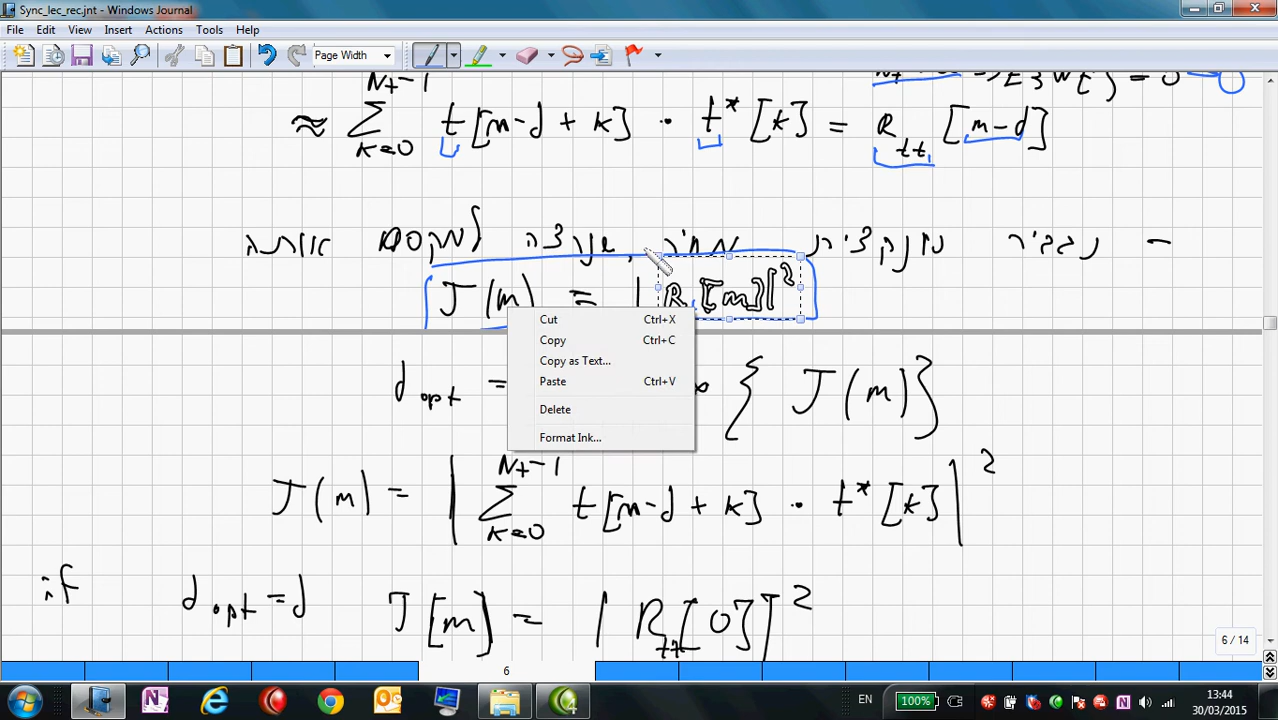 Sync_lec_rec.jnt - Windows Journal
File Edit View Insert Actions Tools Help
Page Width
Nt-1
≈ Σ t[m-d + k] · t*[k] = R tt [m-d]
k=0
J(m) = | R [m]|²
Cut Ctrl+X
Copy Ctrl+C
Copy as Text...
Paste Ctrl+V
Delete
Format Ink...
d opt = { J(m) }
Nt-1
J(m) = | Σ t[m-d + k] · t*[k] |²
k=0
if d opt = d J[m] = | Rtt[0] |²
6 / 14
6
EN 100% 13:44
30/03/2015